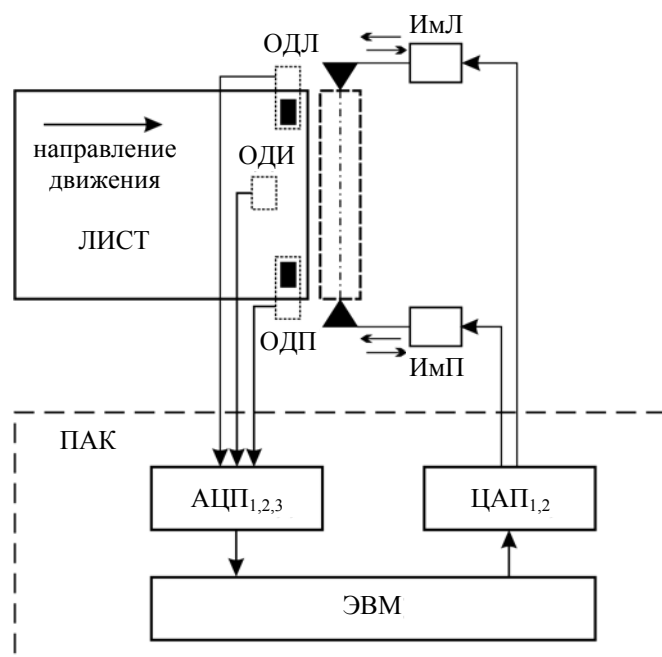 ИмЛ
ОДЛ
направление
движения
ОДИ
ЛИСТ
ОДП
ИмП
ПАК
АЦП1,2,3
ЦАП1,2
ЭВМ